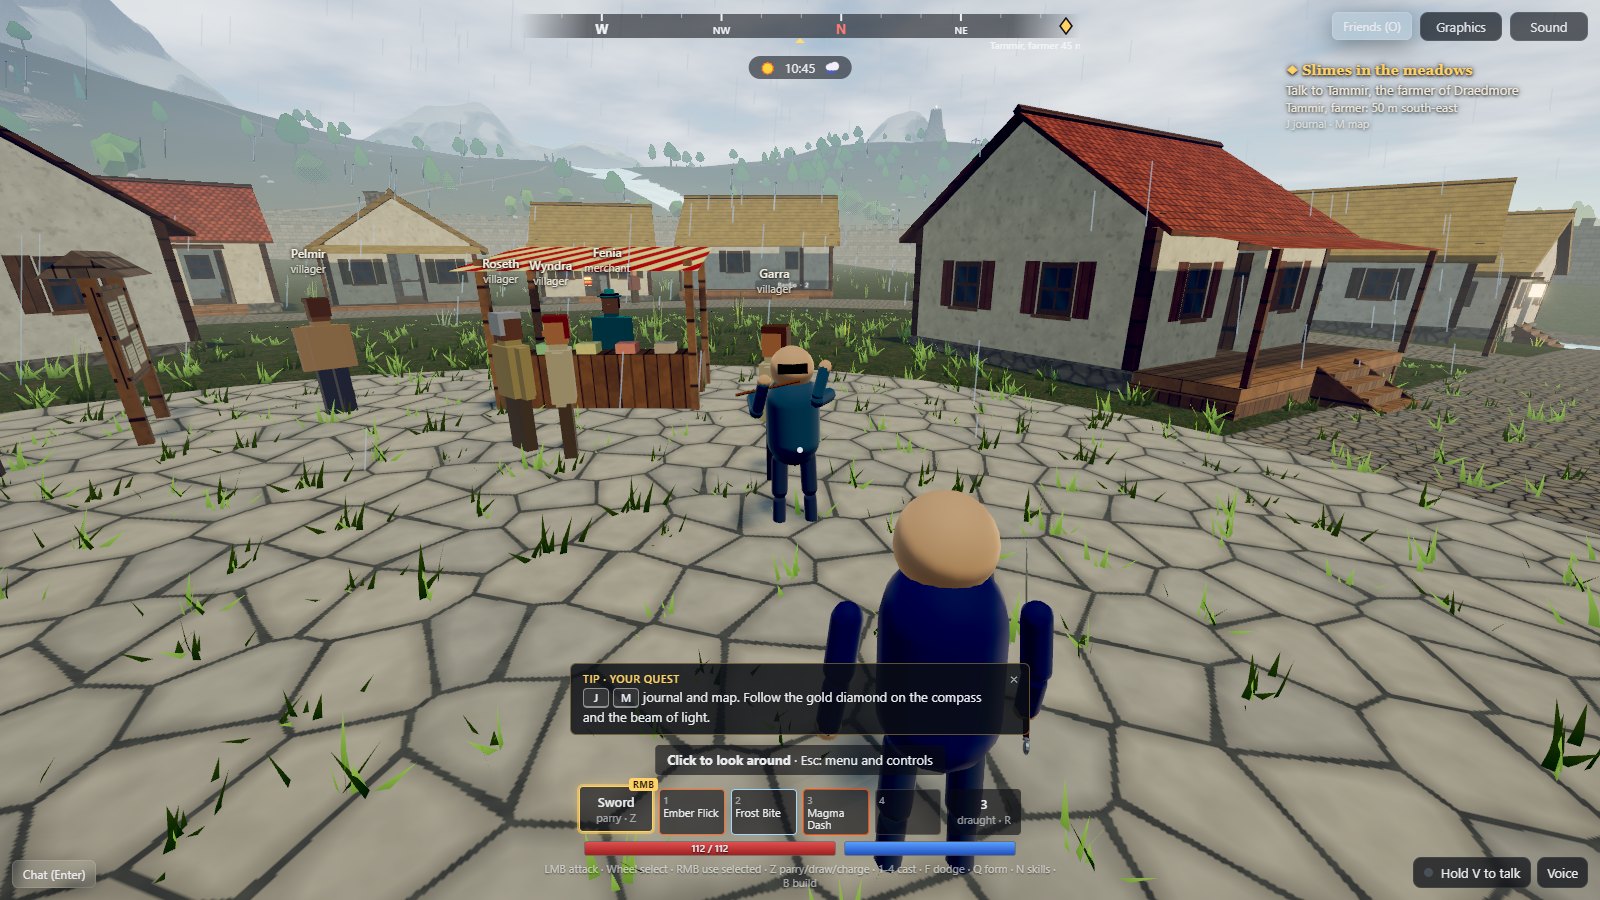 W
NW
N
NE
Tammir, farmer 45 m
10:45
Friends (O)
Graphics
Sound
Slimes in the meadows
Talk to Tammir, the farmer of Draedmore
Tammir, farmer: 50 m south-east
J journal · M map
Pelmir
villager
Roseth
villager
Wyndra
villager
Fenia
merchant
Garra
villager
TIP · YOUR QUEST
J M journal and map. Follow the gold diamond on the compass
and the beam of light.
Click to look around · Esc: menu and controls
RMB
Sword
parry · Z
1
Ember Flick
2
Frost Bite
3
Magma
Dash
4
3
draught · R
112 / 112
LMB attack · Wheel select · RMB use selected · Z parry/draw/charge · 1-4 cast · F dodge · Q form · N skills ·
B build
Chat (Enter)
Hold V to talk
Voice